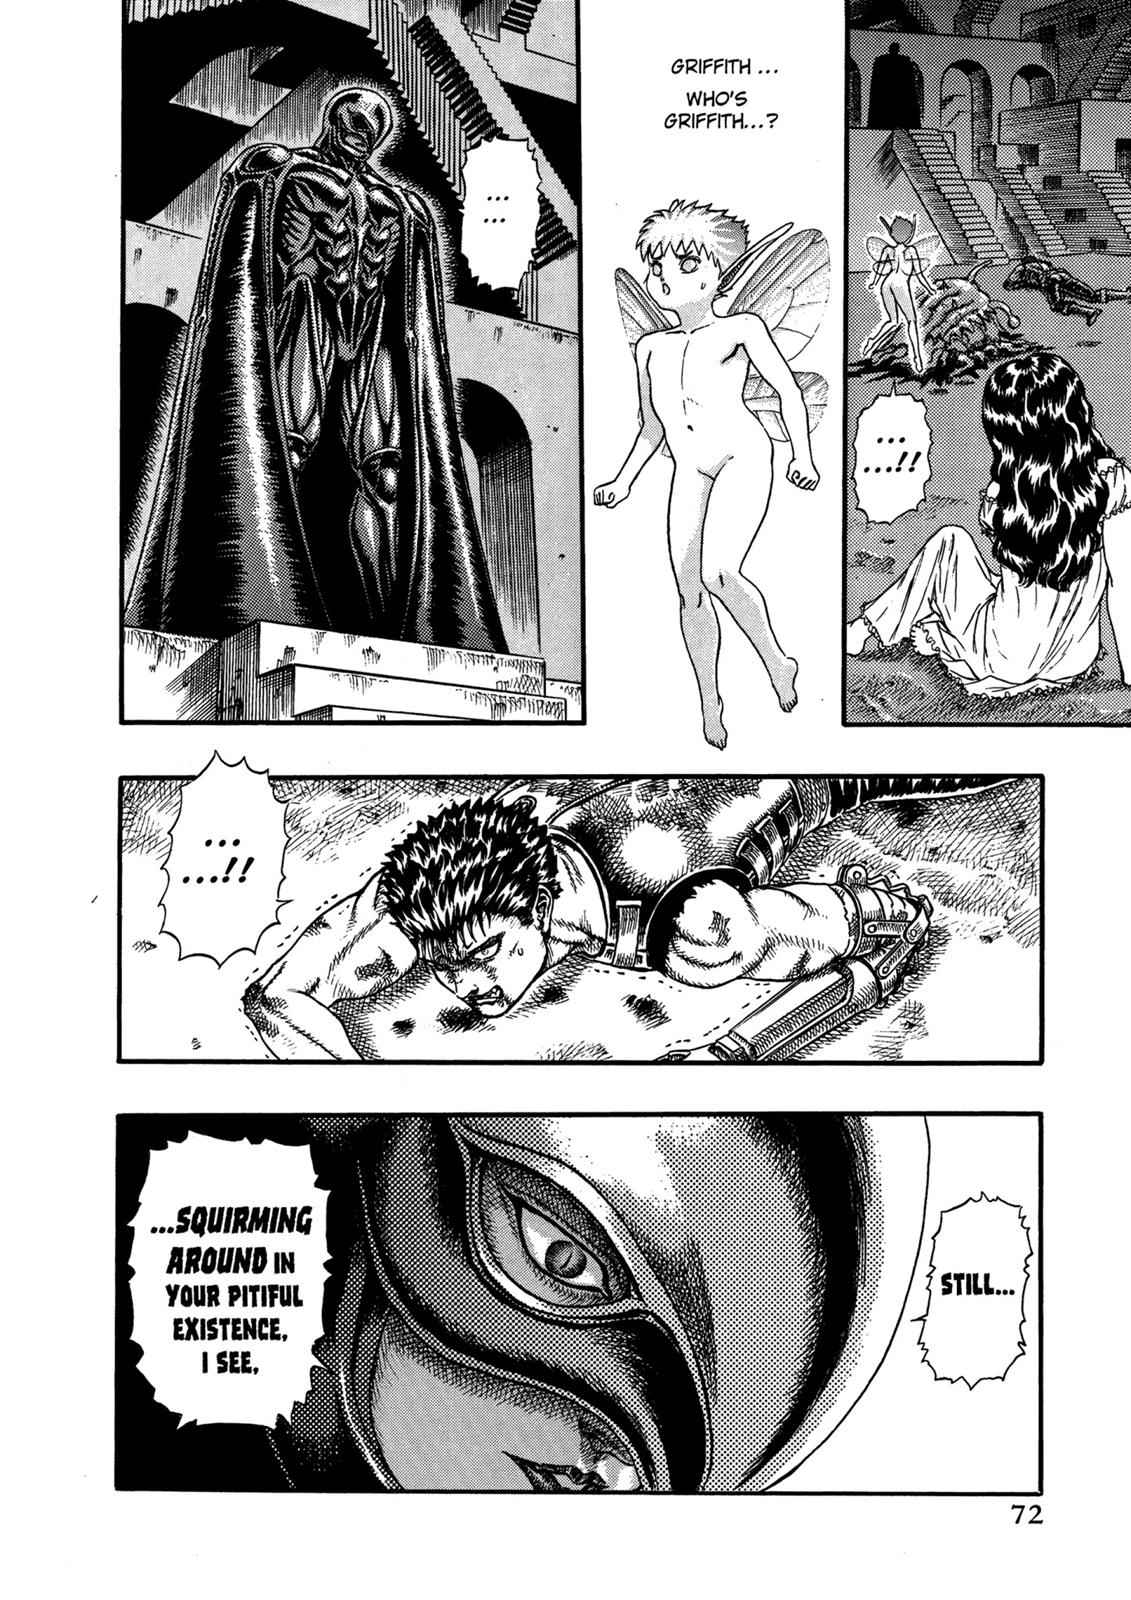 ...
...!!
GRIFFITH ...
WHO'S
GRIFFITH...?
...
...
...
...!!
STILL...
...SQUIRMING
AROUND IN
YOUR PITIFUL
EXISTENCE,
I SEE,
72